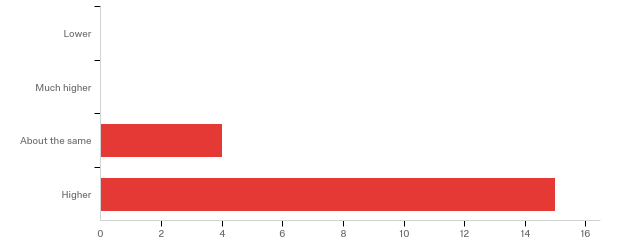 Lower
Much higher
About the same
Higher
0 2 4 6 8 10 12 14 16